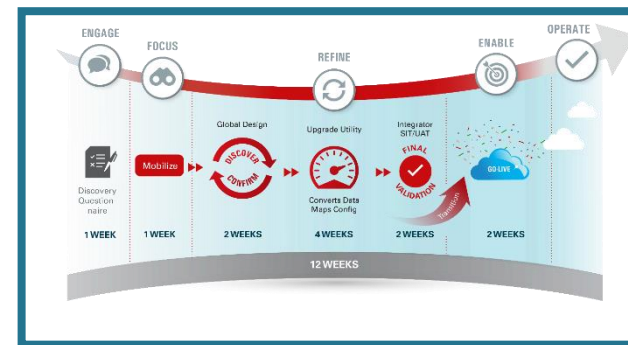 ENGAGE
FOCUS
REFINE
ENABLE
OPERATE
Discovery
Question
naire
1 WEEK
Mobilize
1 WEEK
Global Design
DISCOVER
CONFIRM
2 WEEKS
Upgrade Utility
Converts Data
Maps Config
4 WEEKS
Integrator
SIT/UAT
FINAL
VALIDATION
2 WEEKS
Transition
GO-LIVE
2 WEEKS
12 WEEKS